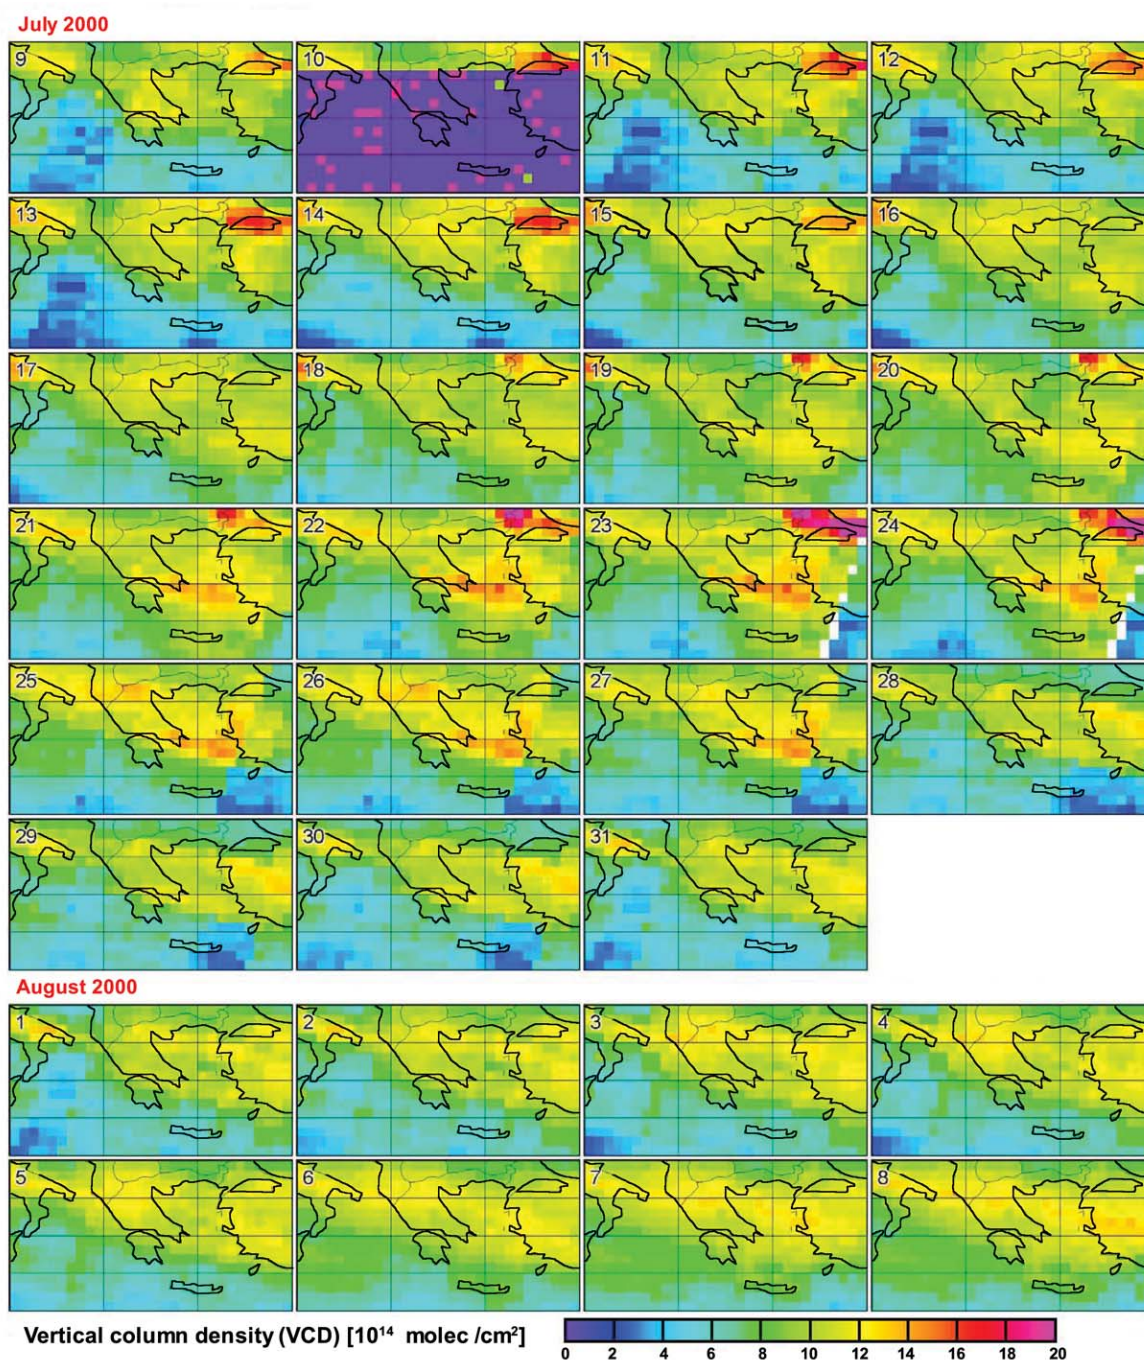 July 2000
9 10 11 12
13 14 15 16
17 18 19 20
21 22 23 24
25 26 27 28
29 30 31
August 2000
1 2 3 4
5 6 7 8
Vertical column density (VCD) [10¹⁴ molec /cm²]
0 2 4 6 8 10 12 14 16 18 20